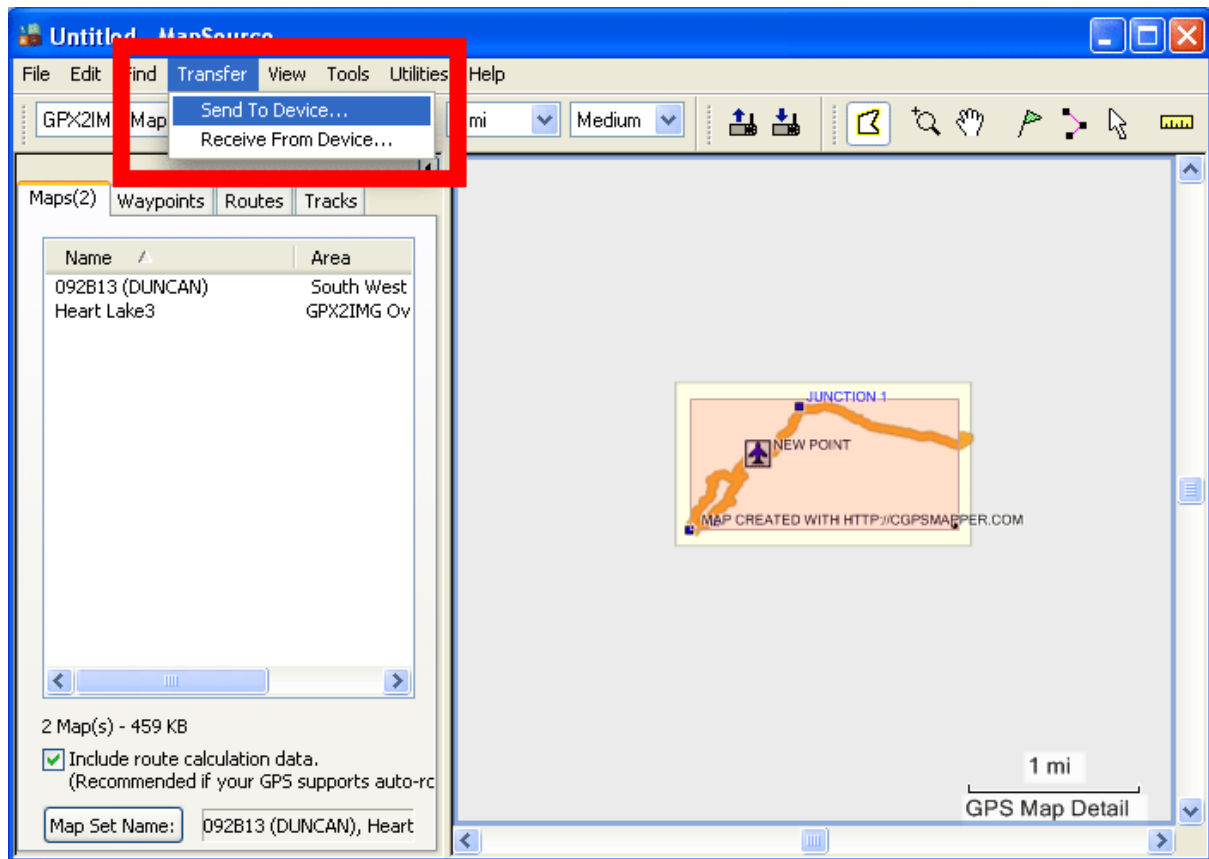 Untitled - MapSource
File Edit Find Transfer View Tools Utilities Help
GPX2IM Map mi Medium
Send To Device...
Receive From Device...
Maps(2) Waypoints Routes Tracks
Name Area
092B13 (DUNCAN) South West
Heart Lake3 GPX2IMG Ov
2 Map(s) - 459 KB
Include route calculation data.
(Recommended if your GPS supports auto-ro
Map Set Name: 092B13 (DUNCAN), Heart
JUNCTION 1
NEW POINT
MAP CREATED WITH HTTP://CGPSMAPPER.COM
1 mi
GPS Map Detail